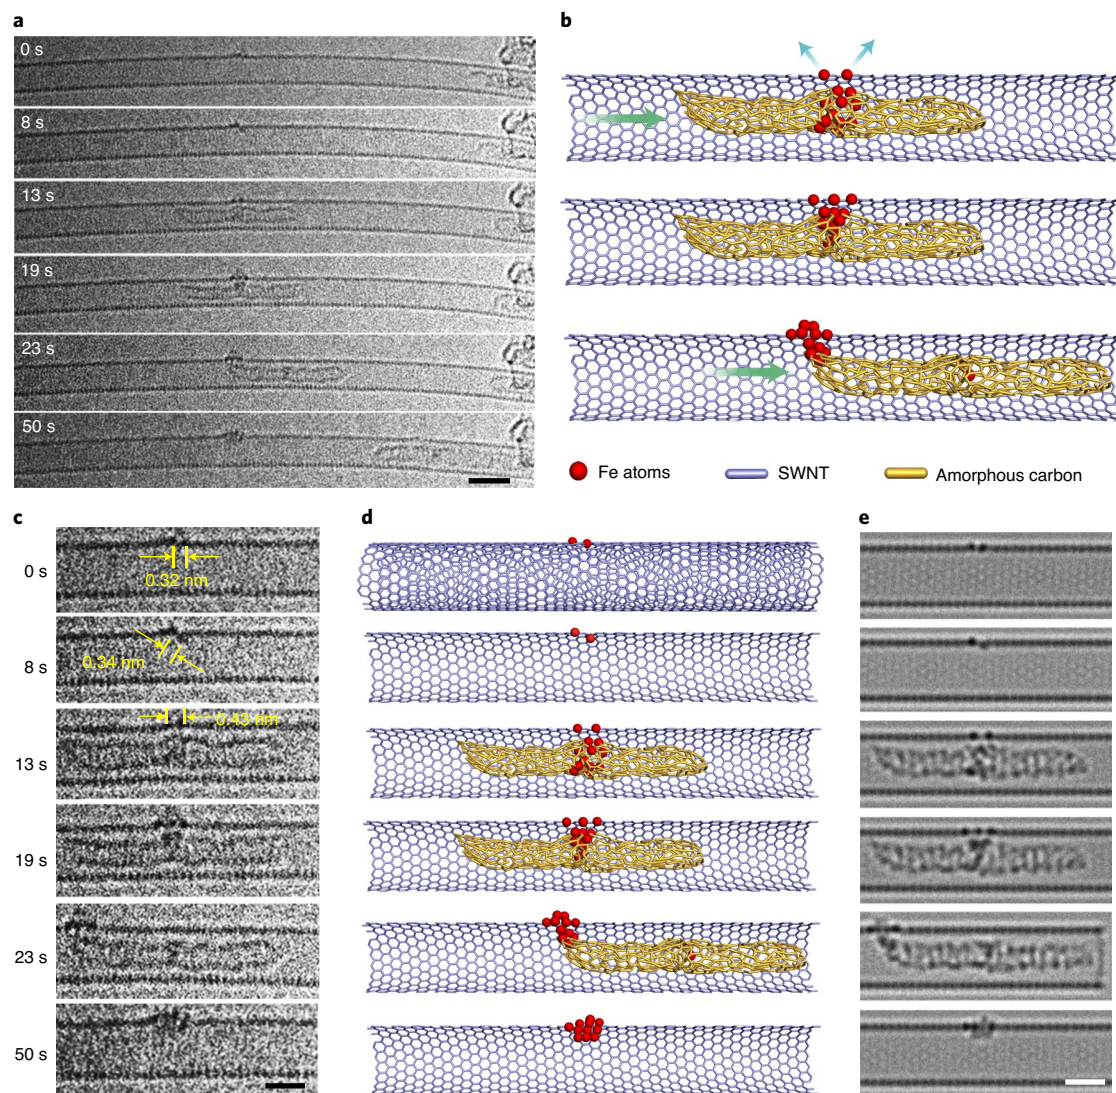 a
0 s
8 s
13 s
19 s
23 s
50 s
b
Fe atoms
SWNT
Amorphous carbon
c
0 s
0.32 nm
8 s
0.34 nm
13 s
0.43 nm
19 s
23 s
50 s
d
e